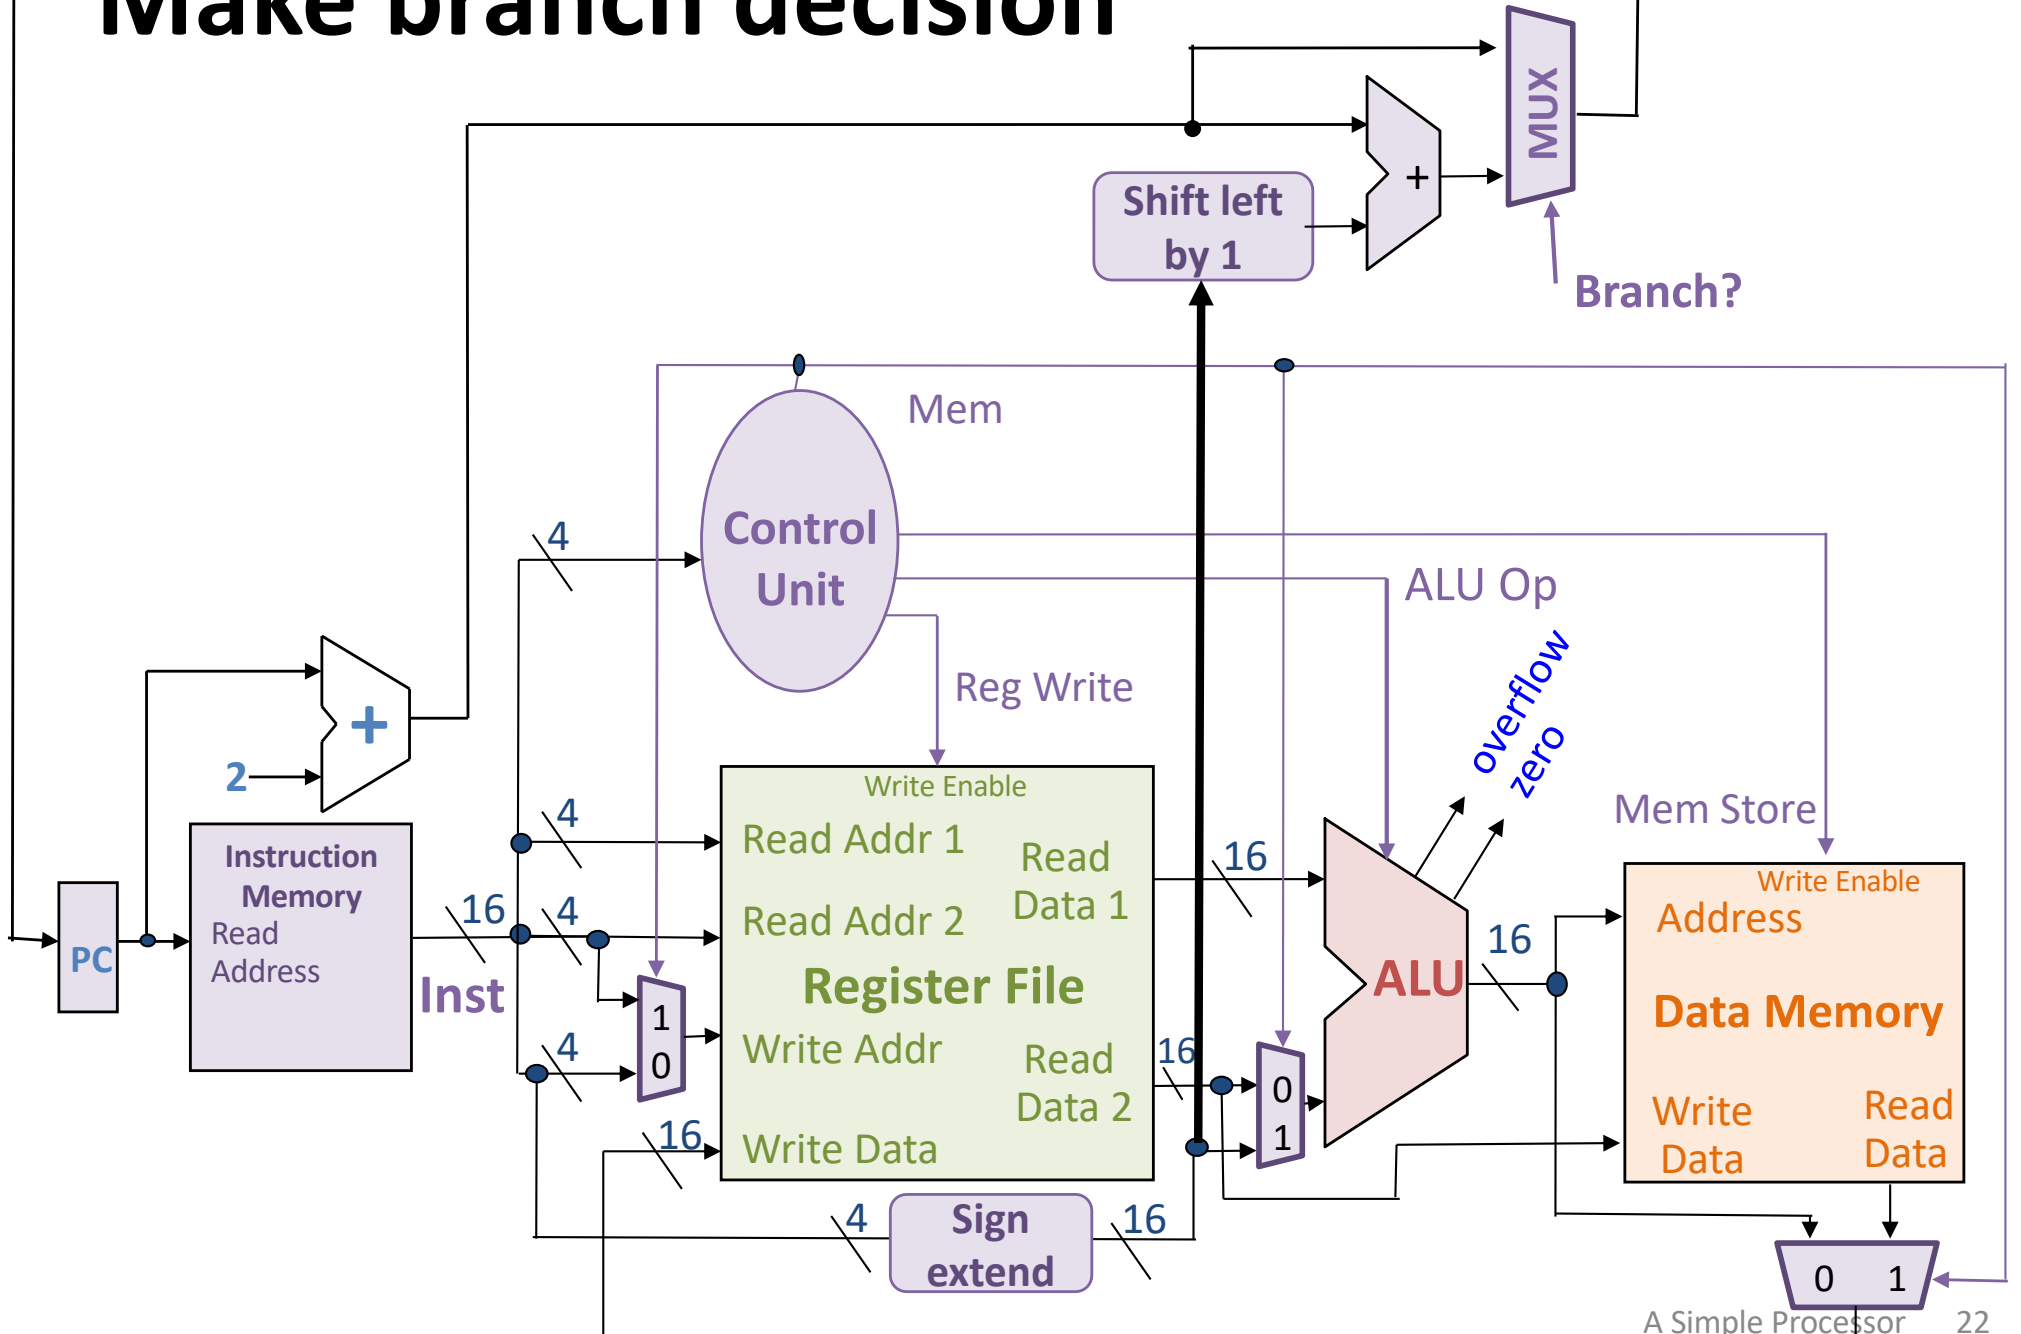 Make branch decision
MUX
+
Shift left
by 1
Branch?
Mem
Control
Unit
4
ALU Op
Reg Write
overflow
zero
+
2
Mem Store
Write Enable
Instruction
Memory
Read
Address
PC
16
Inst
4
4
4
16
Read Addr 1
Read Addr 2
Register File
Write Addr
Write Data
Read
Data 1
Read
Data 2
1
0
16
16
0
1
ALU
16
Write Enable
Address
Data Memory
Write
Data
Read
Data
4
Sign
extend
16
0 1
A Simple Processor 22